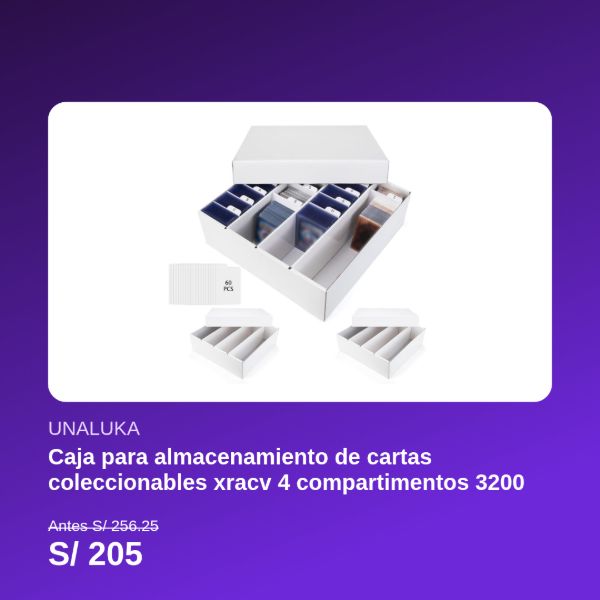 60
PCS
UNALUKA
Caja para almacenamiento de cartas
coleccionables xracv 4 compartimentos 3200
Antes S/ 256.25
S/ 205